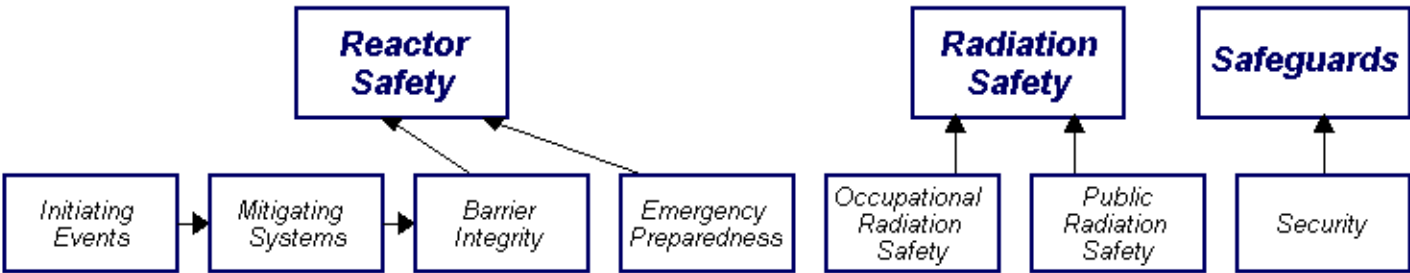 Reactor
Safety
Radiation
Safety
Safeguards
Initiating
Events
Mitigating
Systems
Barrier
Integrity
Emergency
Preparedness
Occupational
Radiation
Safety
Public
Radiation
Safety
Security